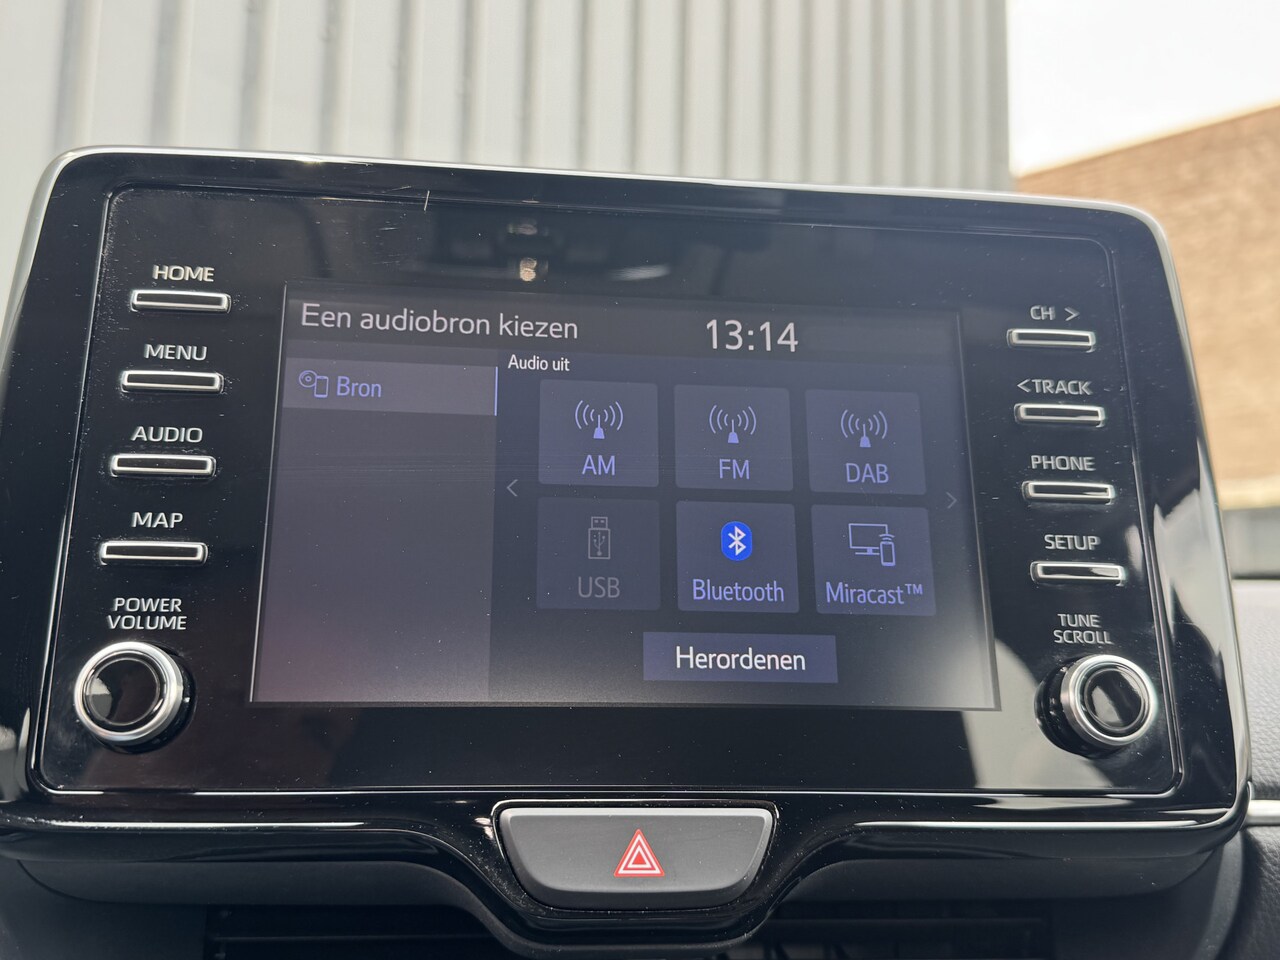 HOME
MENU
AUDIO
MAP
POWER
VOLUME
Een audiobron kiezen
13:14
Bron
Audio uit
AM
FM
DAB
USB
Bluetooth
Miracast™
Herordenen
CH >
<TRACK
PHONE
SETUP
TUNE
SCROLL